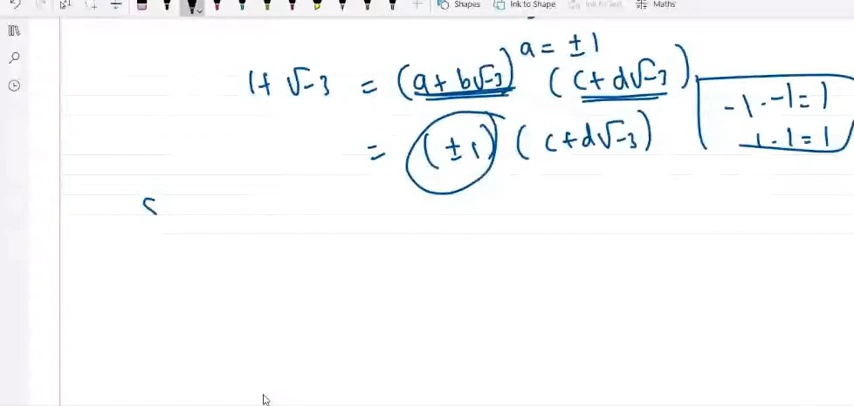 Shapes Ink to Shape Ink to Text Maths
a = ±1
1+ √-3 = (a + b√-3) (c + d√-3)
= (±1) (c + d√-3)
-1 . -1 = 1
1 . 1 = 1
S